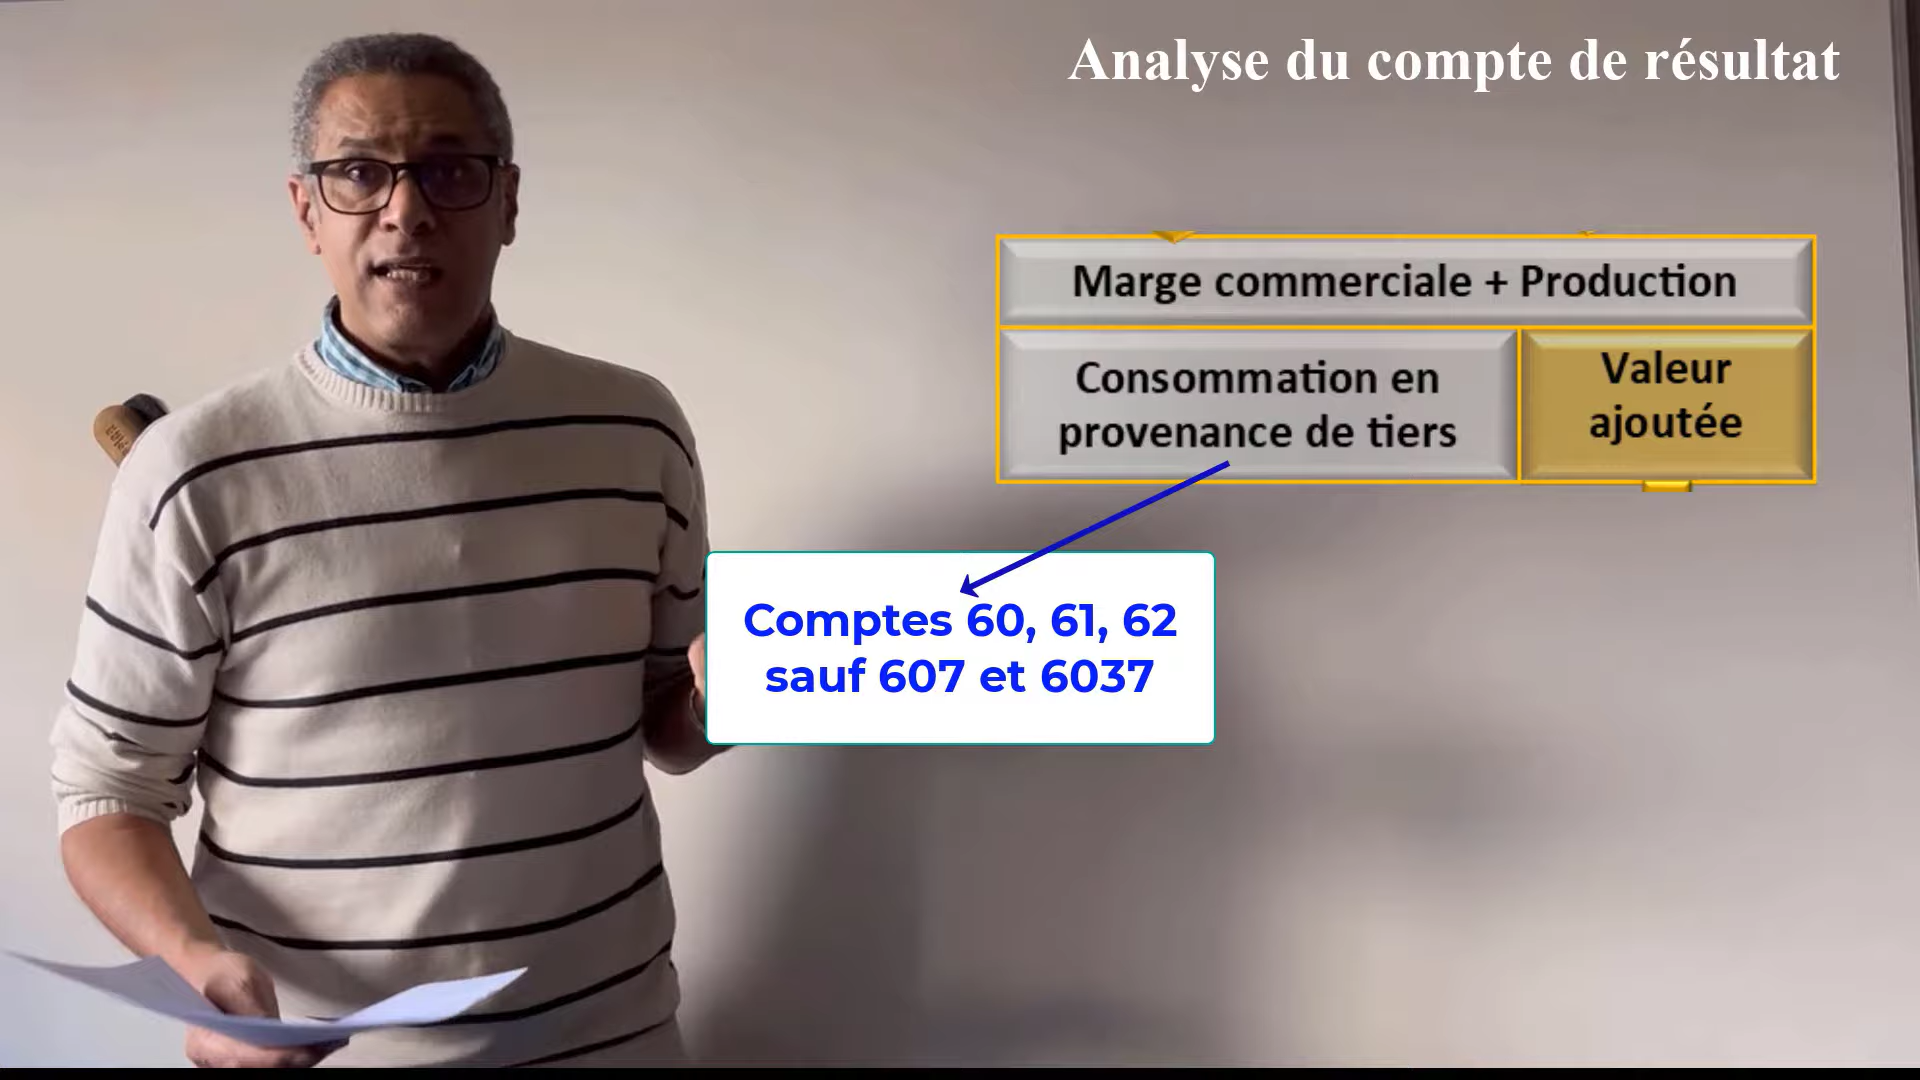 Analyse du compte de résultat
Marge commerciale + Production
Consommation en
provenance de tiers
Valeur
ajoutée
Comptes 60, 61, 62
sauf 607 et 6037